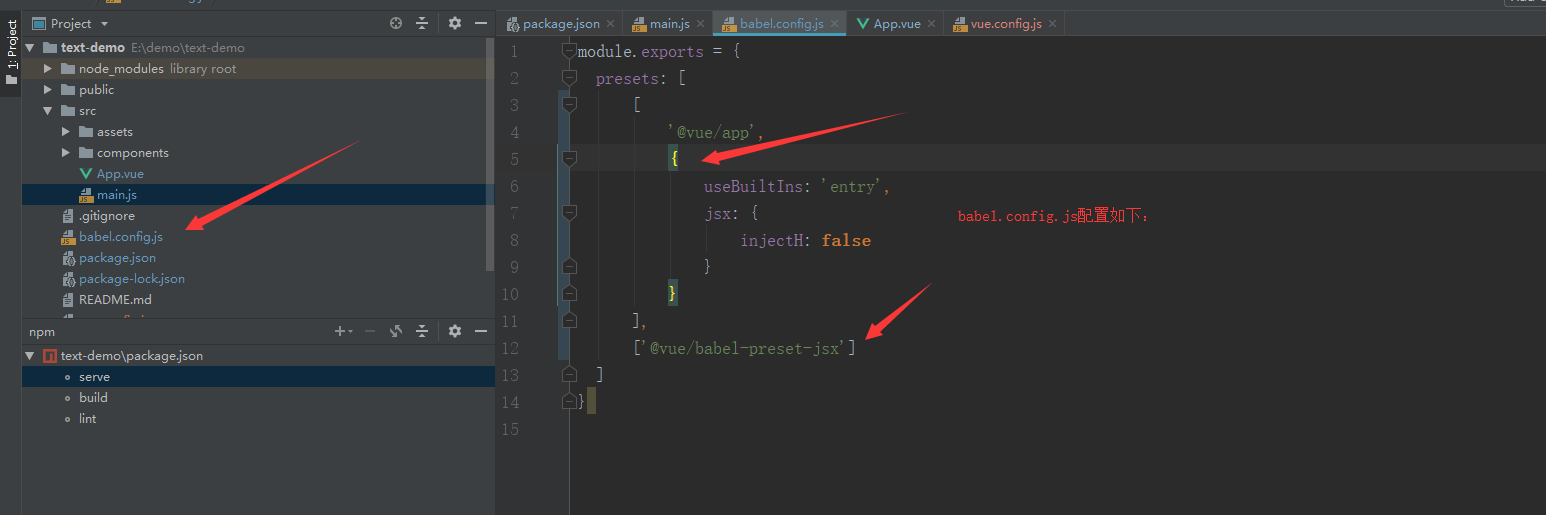 1: Project
Project
text-demo E:\demo\text-demo
node_modules library root
public
src
assets
components
App.vue
main.js
.gitignore
babel.config.js
package.json
package-lock.json
README.md
npm
text-demo\package.json
serve
build
lint
package.json
main.js
babel.config.js
App.vue
vue.config.js
1 module.exports = {
2 presets: [
3 [
4 '@vue/app',
5 {
6 useBuiltIns: 'entry',
7 jsx: {
8 injectH: false
9 }
10 }
11 ],
12 ['@vue/babel-preset-jsx']
13 ]
14 }
15
babel.config.js配置如下: